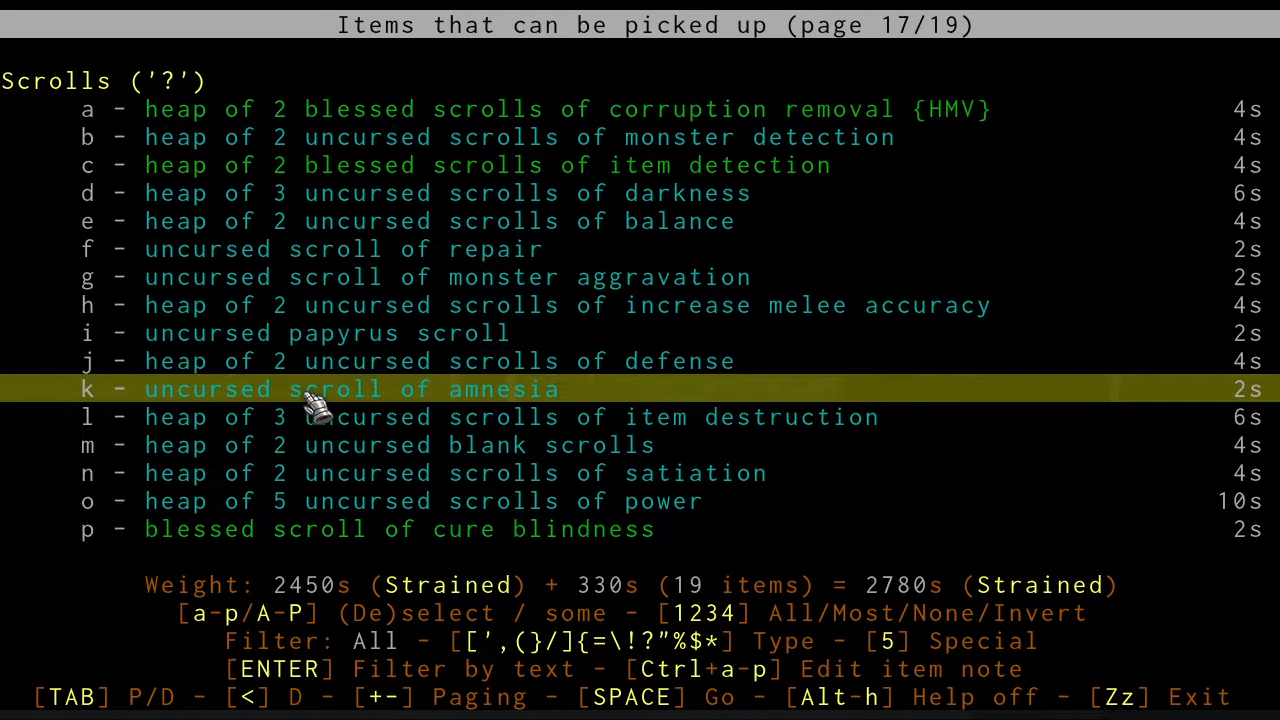 Items that can be picked up (page 17/19)
Scrolls ('?')
a - heap of 2 blessed scrolls of corruption removal {HMV} 4s
b - heap of 2 uncursed scrolls of monster detection 4s
c - heap of 2 blessed scrolls of item detection 4s
d - heap of 3 uncursed scrolls of darkness 6s
e - heap of 2 uncursed scrolls of balance 4s
f - uncursed scroll of repair 2s
g - uncursed scroll of monster aggravation 2s
h - heap of 2 uncursed scrolls of increase melee accuracy 4s
i - uncursed papyrus scroll 2s
j - heap of 2 uncursed scrolls of defense 4s
k - uncursed scroll of amnesia 2s
l - heap of 3 uncursed scrolls of item destruction 6s
m - heap of 2 uncursed blank scrolls 4s
n - heap of 2 uncursed scrolls of satiation 4s
o - heap of 5 uncursed scrolls of power 10s
p - blessed scroll of cure blindness 2s
Weight: 2450s (Strained) + 330s (19 items) = 2780s (Strained)
[a-p/A-P] (De)select / some - [1234] All/Most/None/Invert
Filter: All - [[',(}/]{=\!?"%$*] Type - [5] Special
[ENTER] Filter by text - [Ctrl+a-p] Edit item note
[TAB] P/D - [<] D - [+-] Paging - [SPACE] Go - [Alt-h] Help off - [Zz] Exit